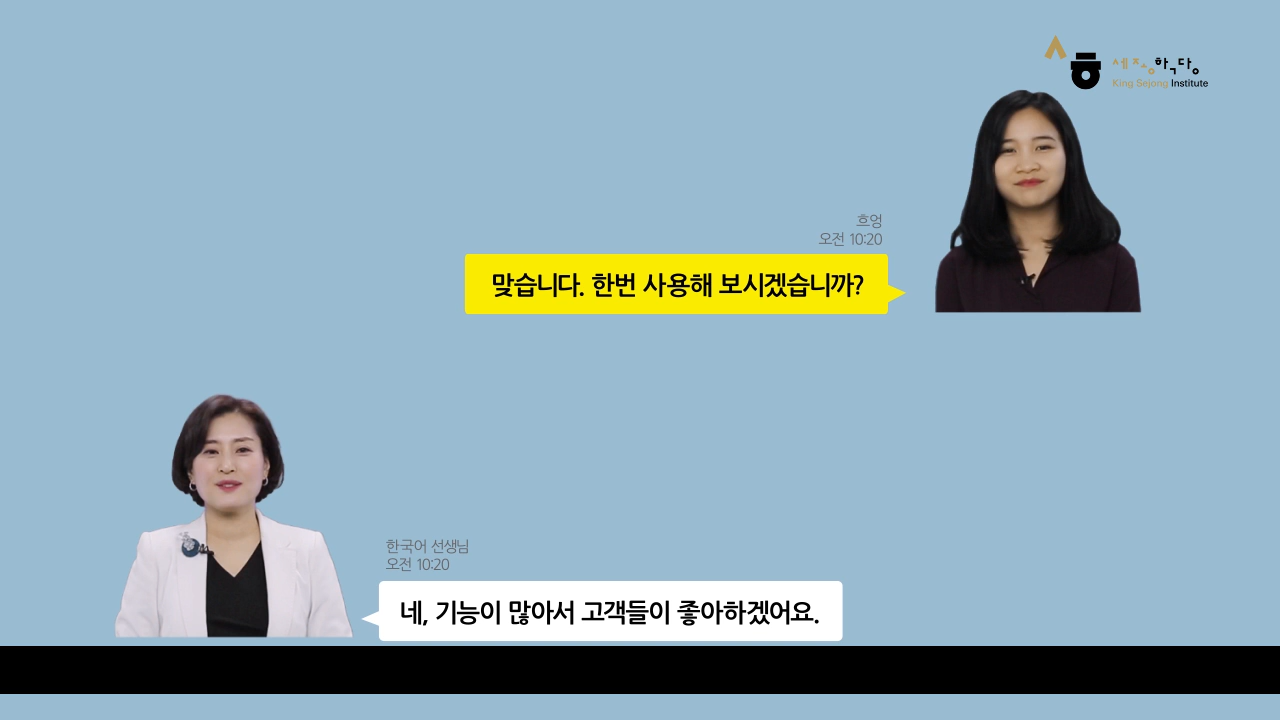 세종학당
King Sejong Institute
흐엉
오전 10:20
맞습니다. 한번 사용해 보시겠습니까?
한국어 선생님
오전 10:20
네, 기능이 많아서 고객들이 좋아하겠어요.